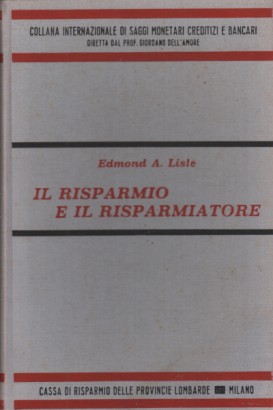 COLLANA INTERNAZIONALE DI SAGGI MONETARI CREDITIZI E BANCARI
DIRETTA DAL PROF. GIORDANO DELL'AMORE
Edmond A. Lisle
IL RISPARMIO
E IL RISPARMIATORE
CASSA DI RISPARMIO DELLE PROVINCIE LOMBARDE MILANO